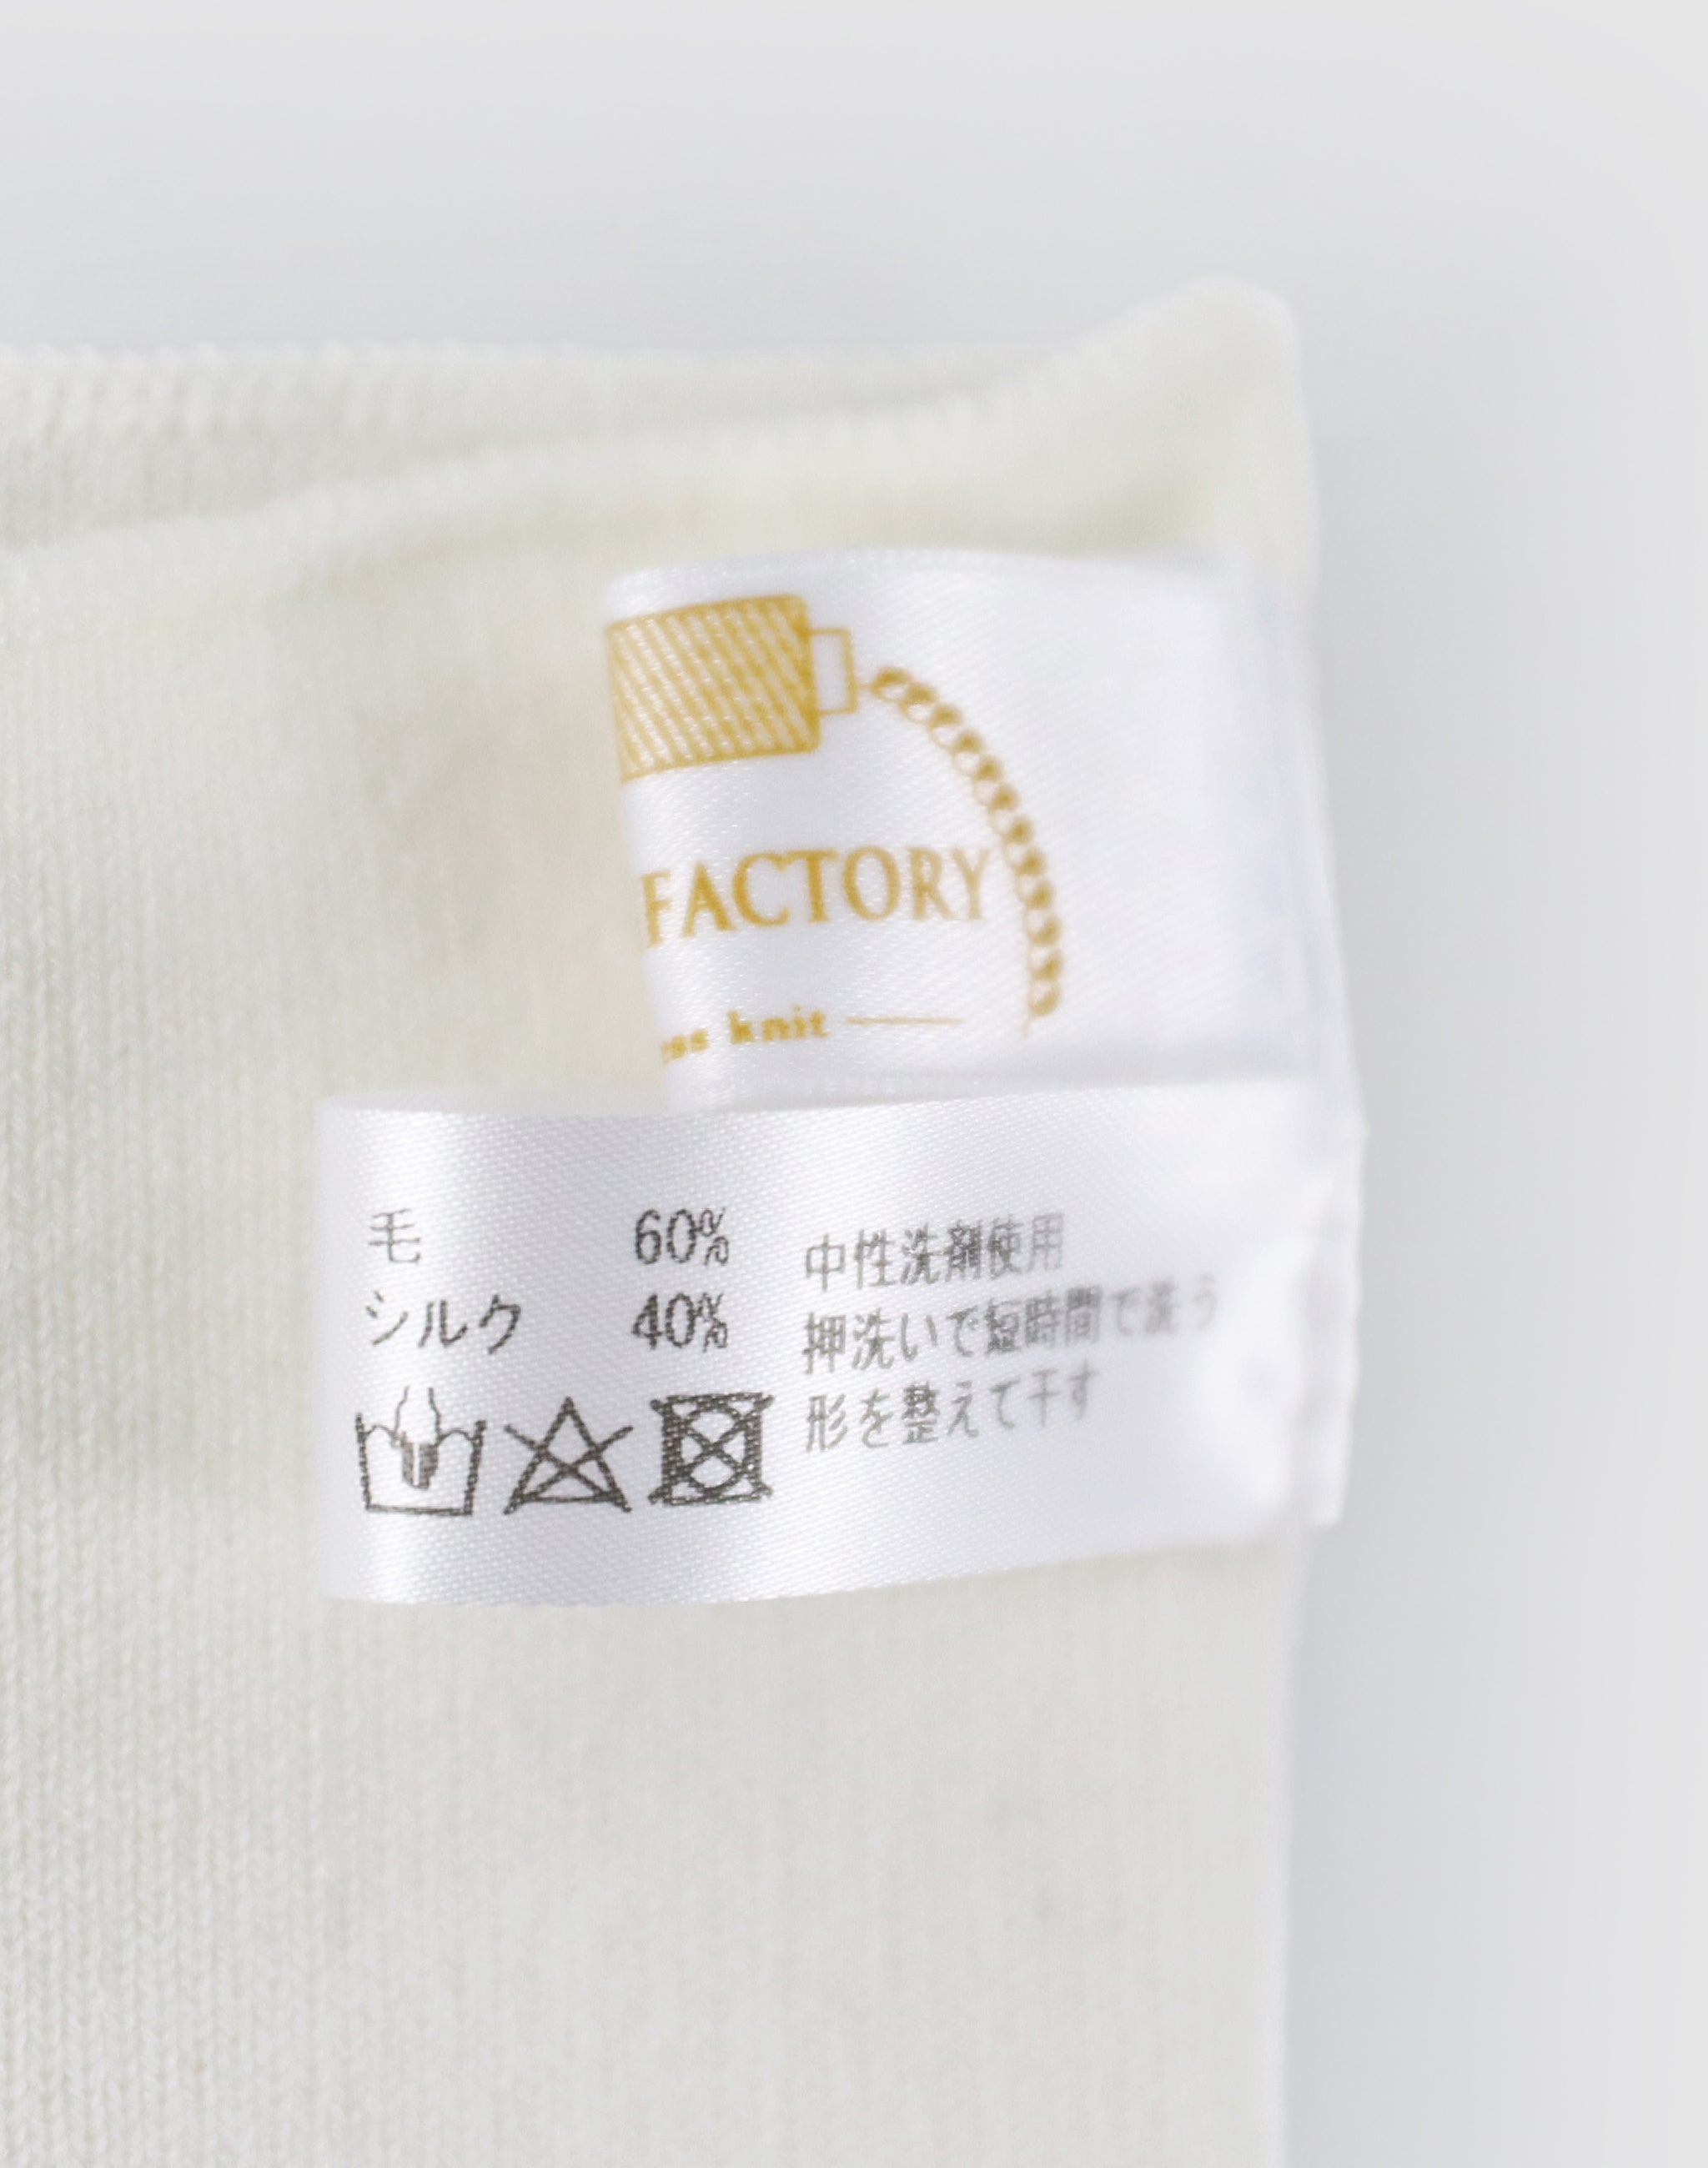 FACTORY
knit
毛 60%
シルク 40%
中性洗剤使用
押洗いで短時間で洗う
形を整えて干す